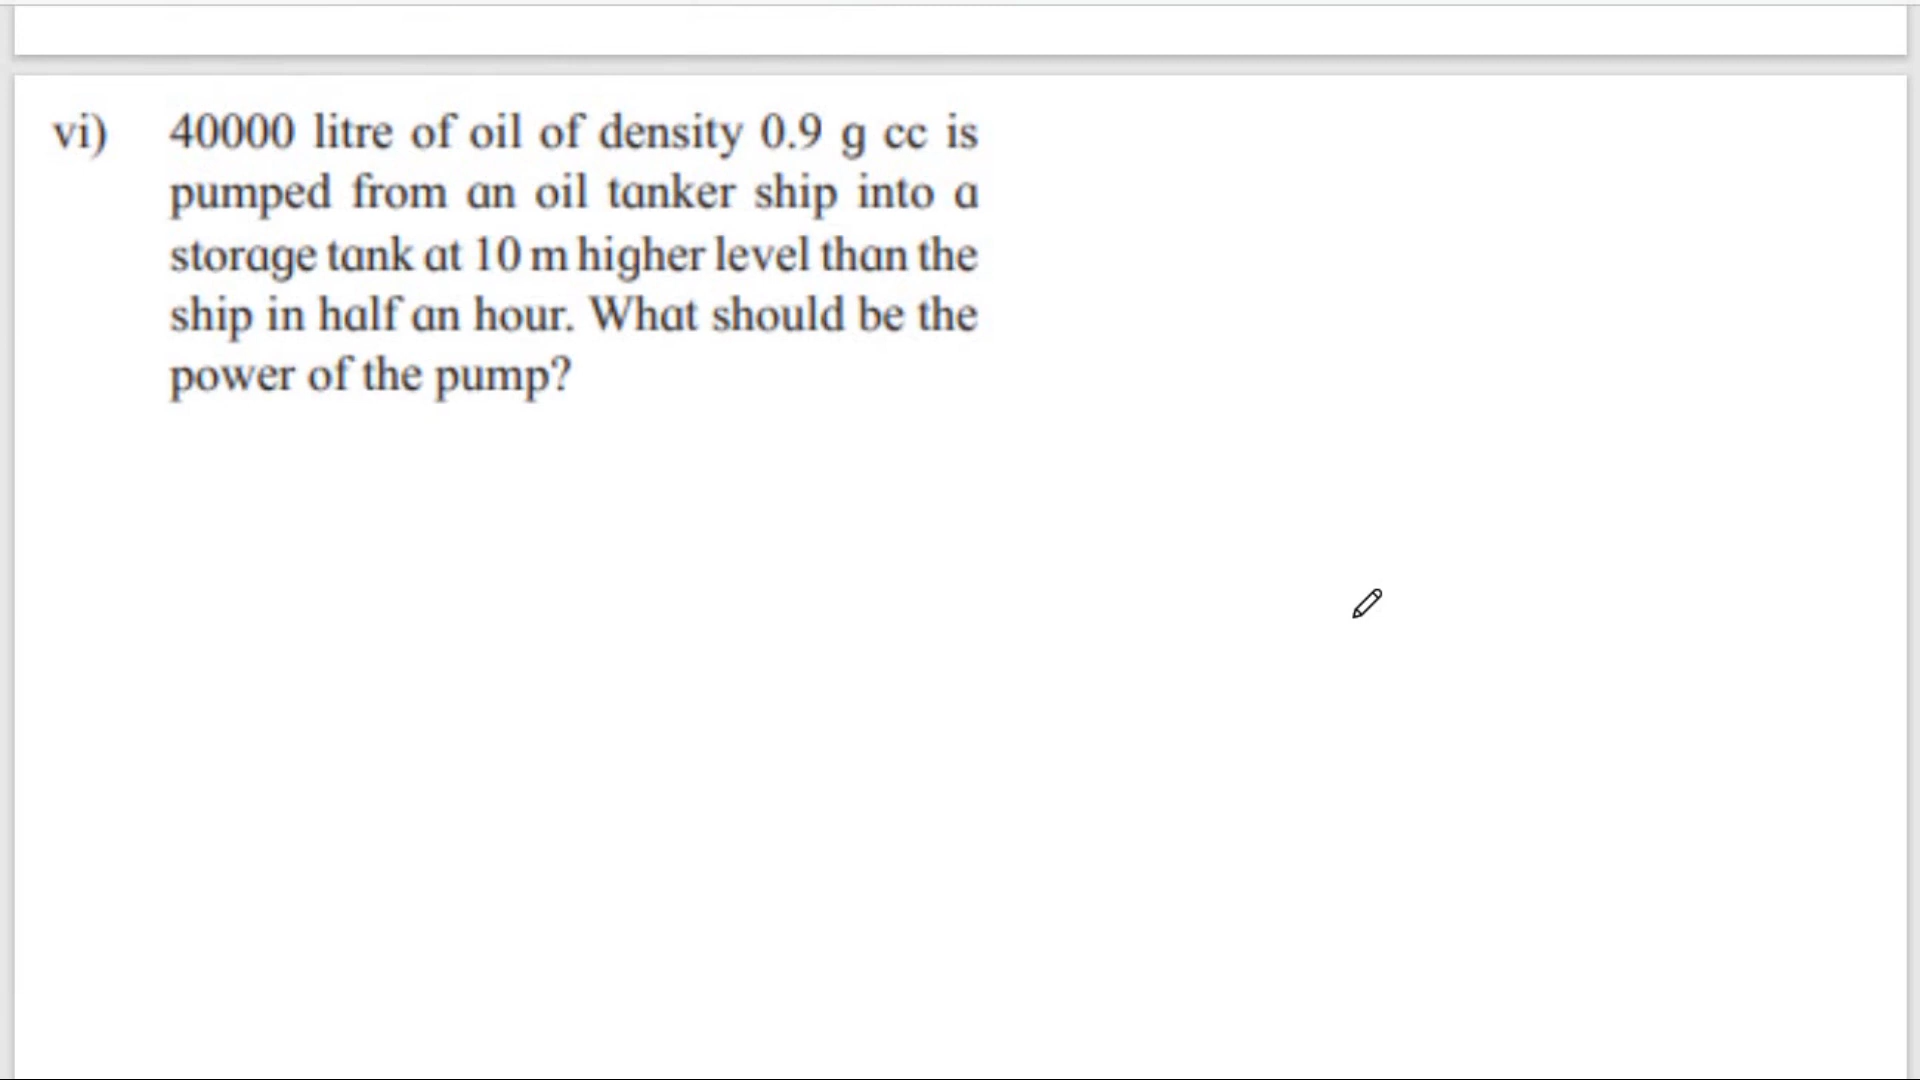 vi) 40000 litre of oil of density 0.9 g cc is
pumped from an oil tanker ship into a
storage tank at 10 m higher level than the
ship in half an hour. What should be the
power of the pump?